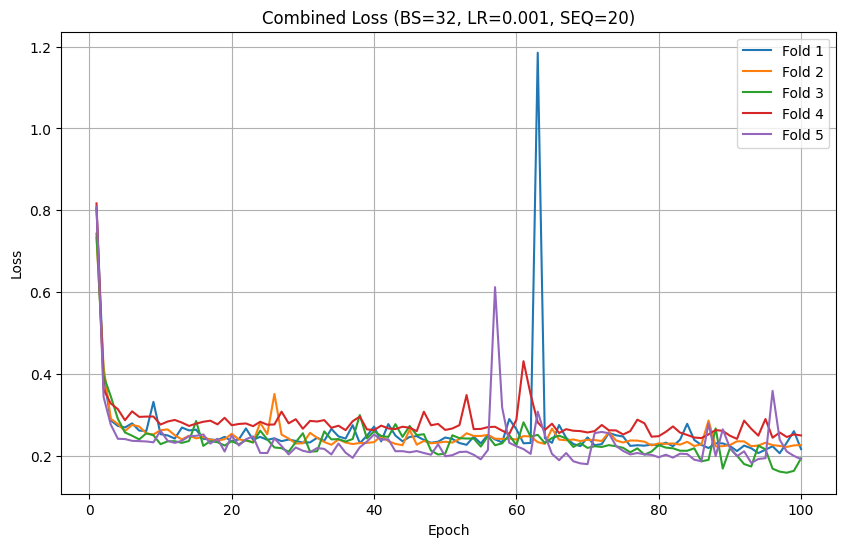 Combined Loss (BS=32, LR=0.001, SEQ=20)
Fold 1
Fold 2
Fold 3
Fold 4
Fold 5
Loss
1.2
1.0
0.8
0.6
0.4
0.2
0 20 40 60 80 100
Epoch